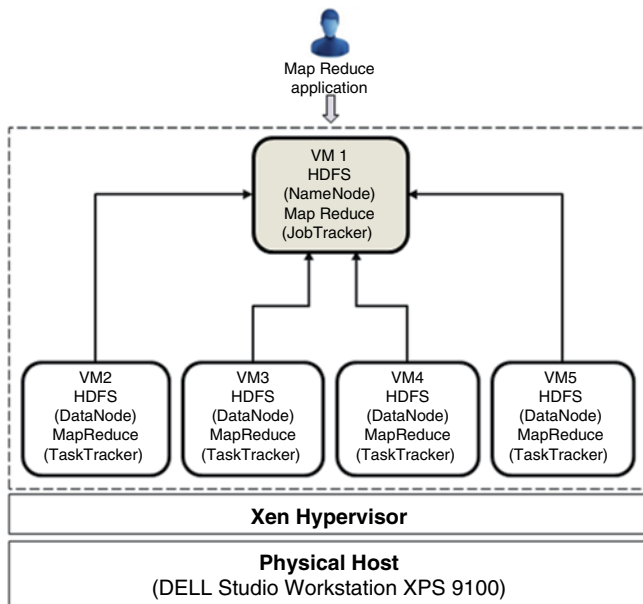 Map Reduce
application
VM 1
HDFS
(NameNode)
Map Reduce
(JobTracker)
VM2
HDFS
(DataNode)
MapReduce
(TaskTracker)
VM3
HDFS
(DataNode)
MapReduce
(TaskTracker)
VM4
HDFS
(DataNode)
MapReduce
(TaskTracker)
VM5
HDFS
(DataNode)
MapReduce
(TaskTracker)
Xen Hypervisor
Physical Host
(DELL Studio Workstation XPS 9100)